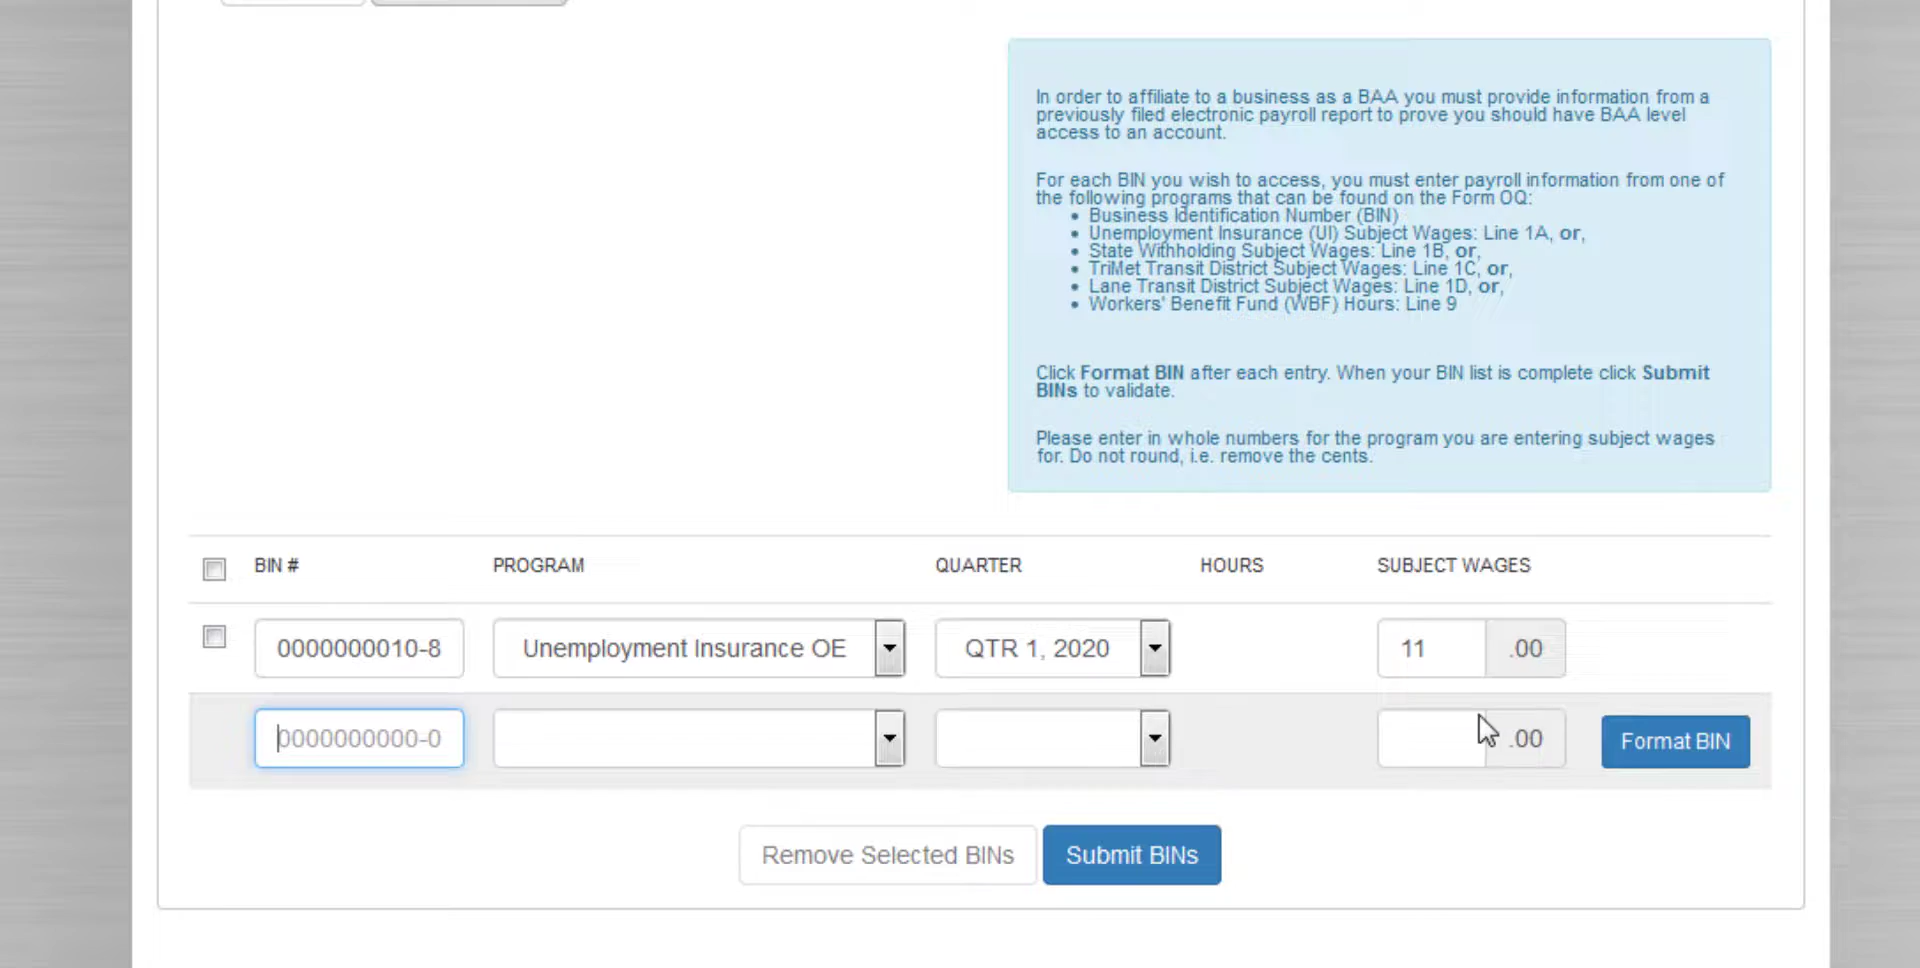 In order to affiliate to a business as a BAA you must provide information from a
previously filed electronic payroll report to prove you should have BAA level
access to an account.
For each BIN you wish to access, you must enter payroll information from one of
the following programs that can be found on the Form OQ:
• Business Identification Number (BIN)
• Unemployment Insurance (UI) Subject Wages: Line 1A, or,
• State Withholding Subject Wages: Line 1B, or,
• TriMet Transit District Subject Wages: Line 1C, or,
• Lane Transit District Subject Wages: Line 1D, or,
• Workers' Benefit Fund (WBF) Hours: Line 9
Click Format BIN after each entry. When your BIN list is complete click Submit
BINs to validate.
Please enter in whole numbers for the program you are entering subject wages
for. Do not round, i.e. remove the cents.
BIN # PROGRAM QUARTER HOURS SUBJECT WAGES
0000000010-8 Unemployment Insurance OE QTR 1, 2020 11 .00
0000000000-0 .00 Format BIN
Remove Selected BINs Submit BINs